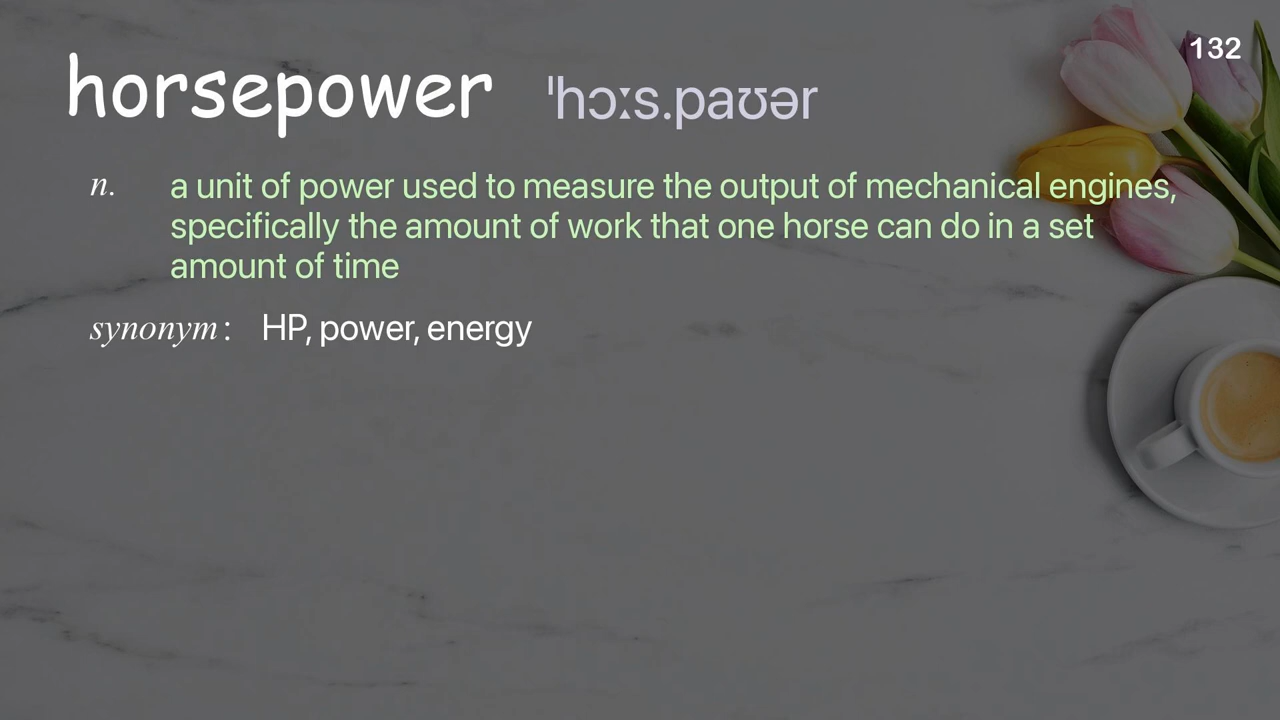 132
horsepower ˈhɔːs.paʊər
n. a unit of power used to measure the output of mechanical engines,
specifically the amount of work that one horse can do in a set
amount of time
synonym : HP, power, energy